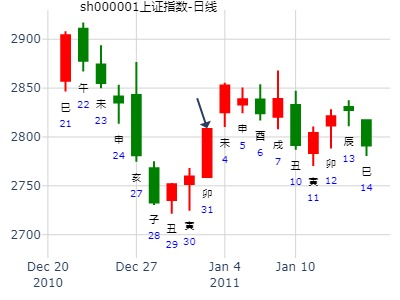 sh000001上证指数-日线
2900
2850
2800
2750
2700
巳
21
午
22
未
23
申
24
亥
27
子
28
丑
29
寅
30
卯
31
未
4
申
5
酉
6
戌
7
丑
10
寅
11
卯
12
辰
13
巳
14
Dec 20
2010
Dec 27
Jan 4
2011
Jan 10